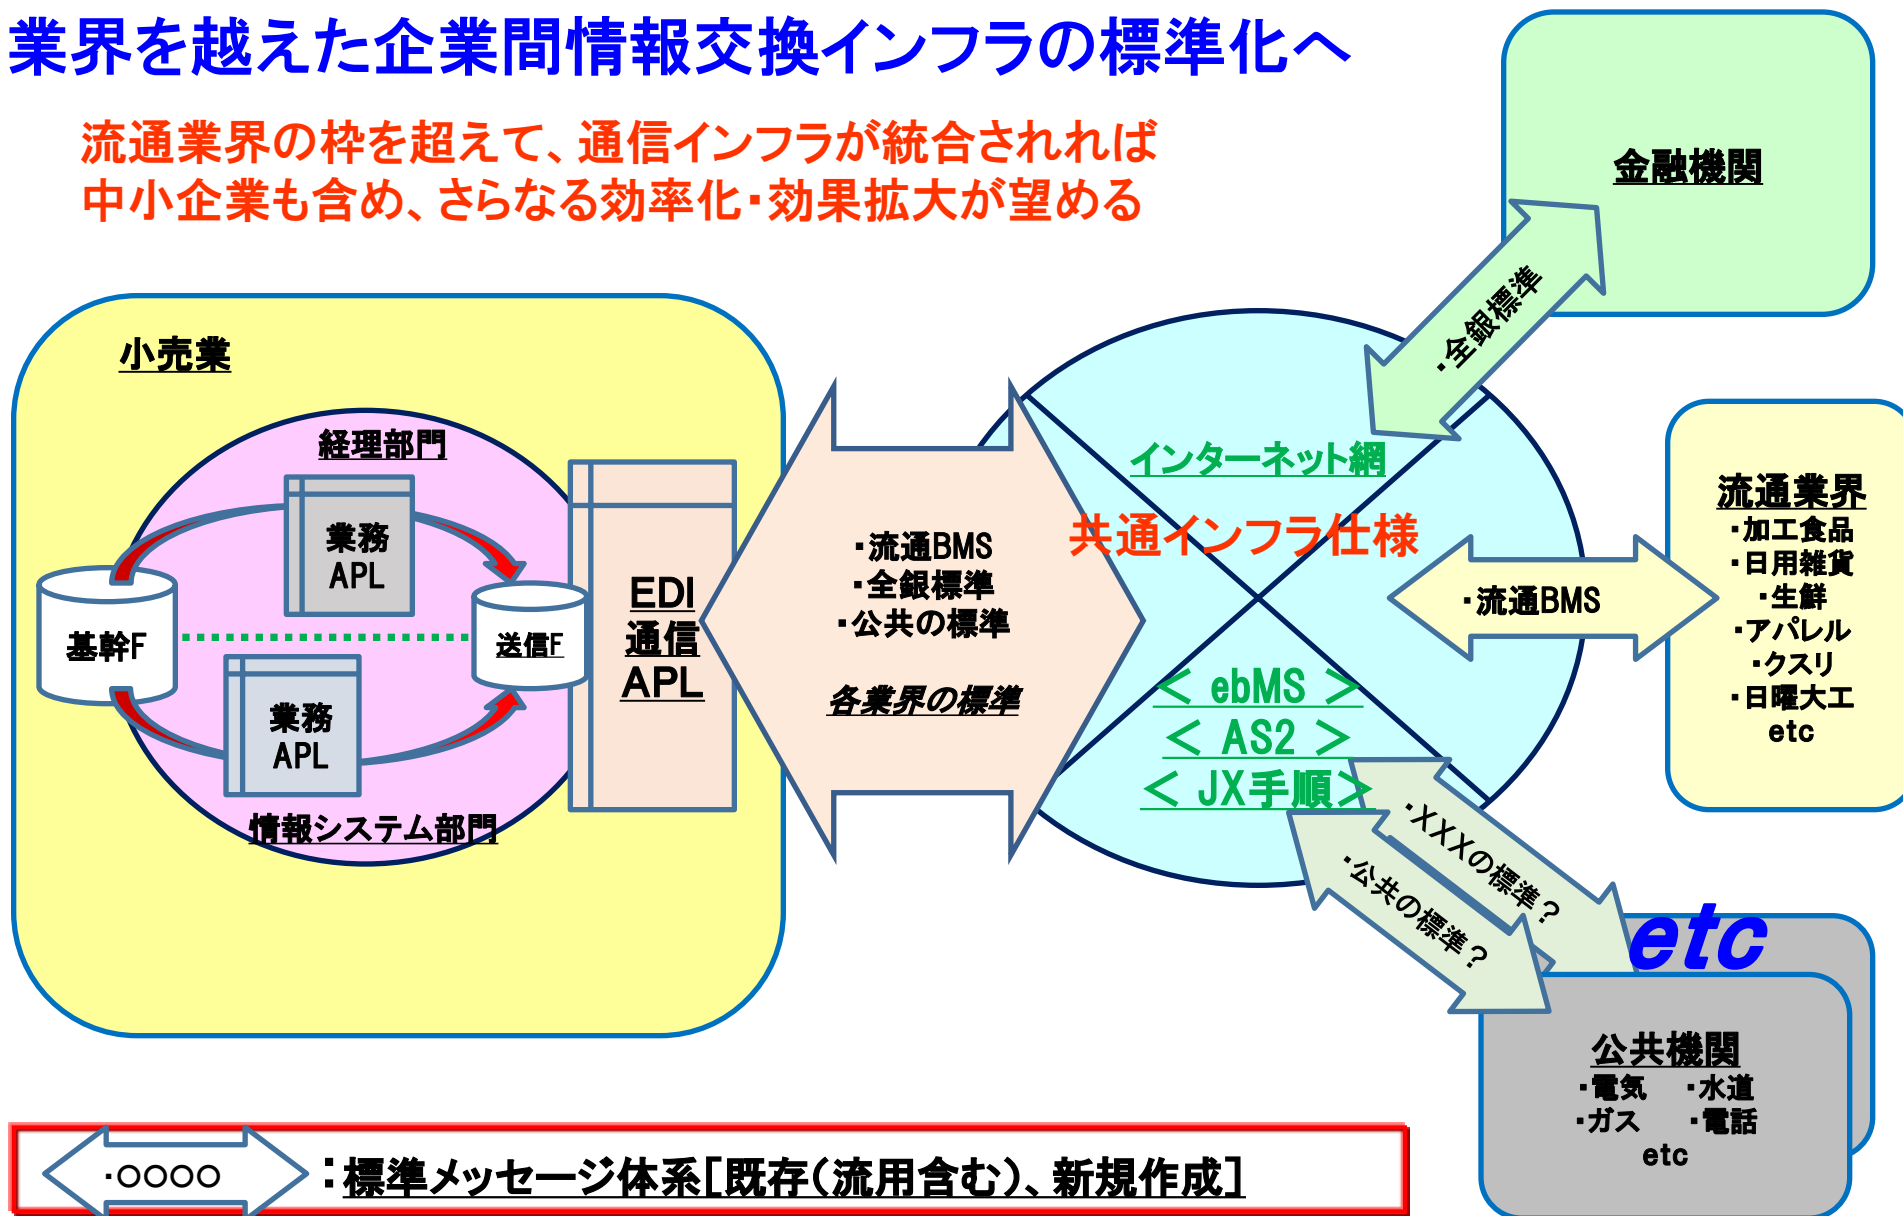 業界を越えた企業間情報交換インフラの標準化へ
流通業界の枠を超えて、通信インフラが統合されれば
中小企業も含め、さらなる効率化・効果拡大が望める
金融機関
・全銀標準
小売業
経理部門
業務
APL
基幹F
送信F
業務
APL
情報システム部門
EDI
通信
APL
・流通BMS
・全銀標準
・公共の標準
各業界の標準
インターネット網
共通インフラ仕様
＜ ebMS ＞
＜ AS2 ＞
＜ JX手順＞
・流通BMS
流通業界
・加工食品
・日用雑貨
・生鮮
・アパレル
・クスリ
・日曜大工
etc
・XXXの標準？
・公共の標準？
etc
公共機関
・電気 ・水道
・ガス ・電話
etc
・○○○○ ：標準メッセージ体系[既存（流用含む）、新規作成]